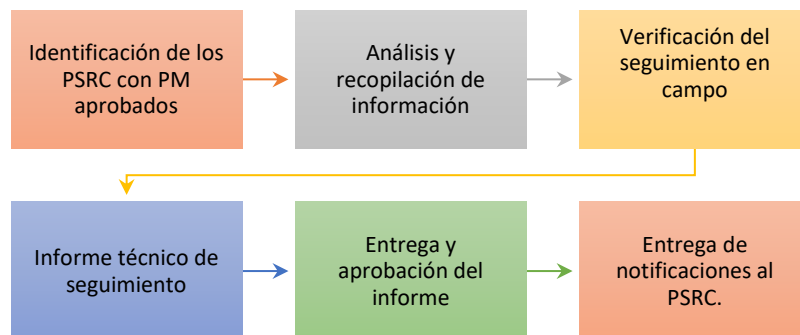 Identificación de los
PSRC con PM
aprobados
Análisis y
recopilación de
información
Verificación del
seguimiento en
campo
Informe técnico de
seguimiento
Entrega y
aprobación del
informe
Entrega de
notificaciones al
PSRC.